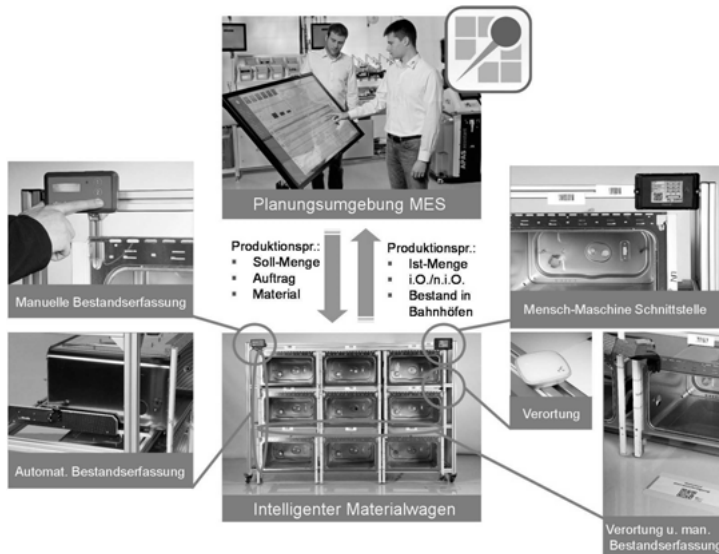 Planungsumgebung MES
Produktionspr.:
▪ Soll-Menge
▪ Auftrag
▪ Material
Produktionspr.:
▪ Ist-Menge
▪ i.O./n.i.O.
▪ Bestand in
Bahnhöfen
Manuelle Bestandserfassung
Mensch-Maschine Schnittstelle
Automat. Bestandserfassung
Verortung
Intelligenter Materialwagen
Verortung u. man.
Bestandserfassung
APAS